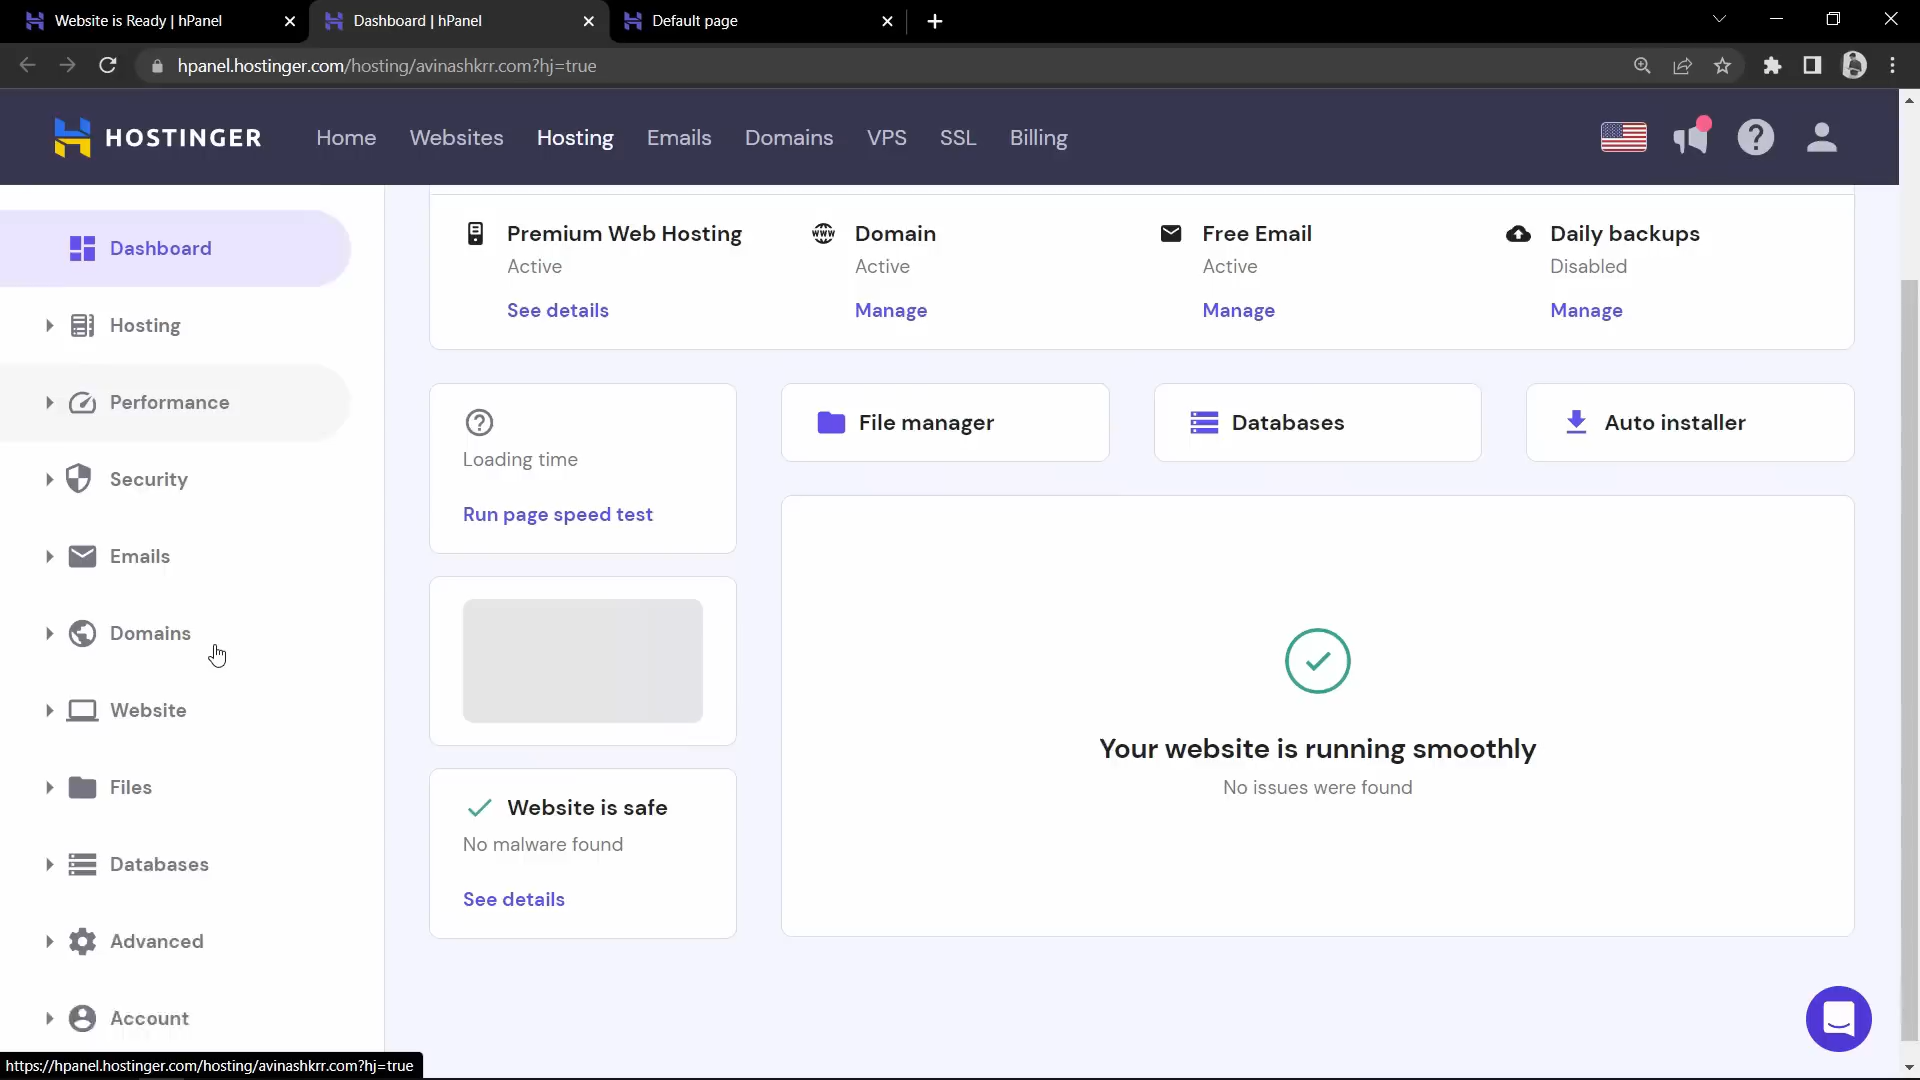 Website is Ready | hPanel
Dashboard | hPanel
Default page
hpanel.hostinger.com/hosting/avinashkrr.com?hj=true
HOSTINGER
Home
Websites
Hosting
Emails
Domains
VPS
SSL
Billing
Dashboard
Hosting
Performance
Security
Emails
Domains
Website
Files
Databases
Advanced
Account
Premium Web Hosting
Active
See details
Domain
Active
Manage
Free Email
Active
Manage
Daily backups
Disabled
Manage
Loading time
Run page speed test
File manager
Databases
Auto installer
Website is safe
No malware found
See details
Your website is running smoothly
No issues were found
https://hpanel.hostinger.com/hosting/avinashkrr.com?hj=true